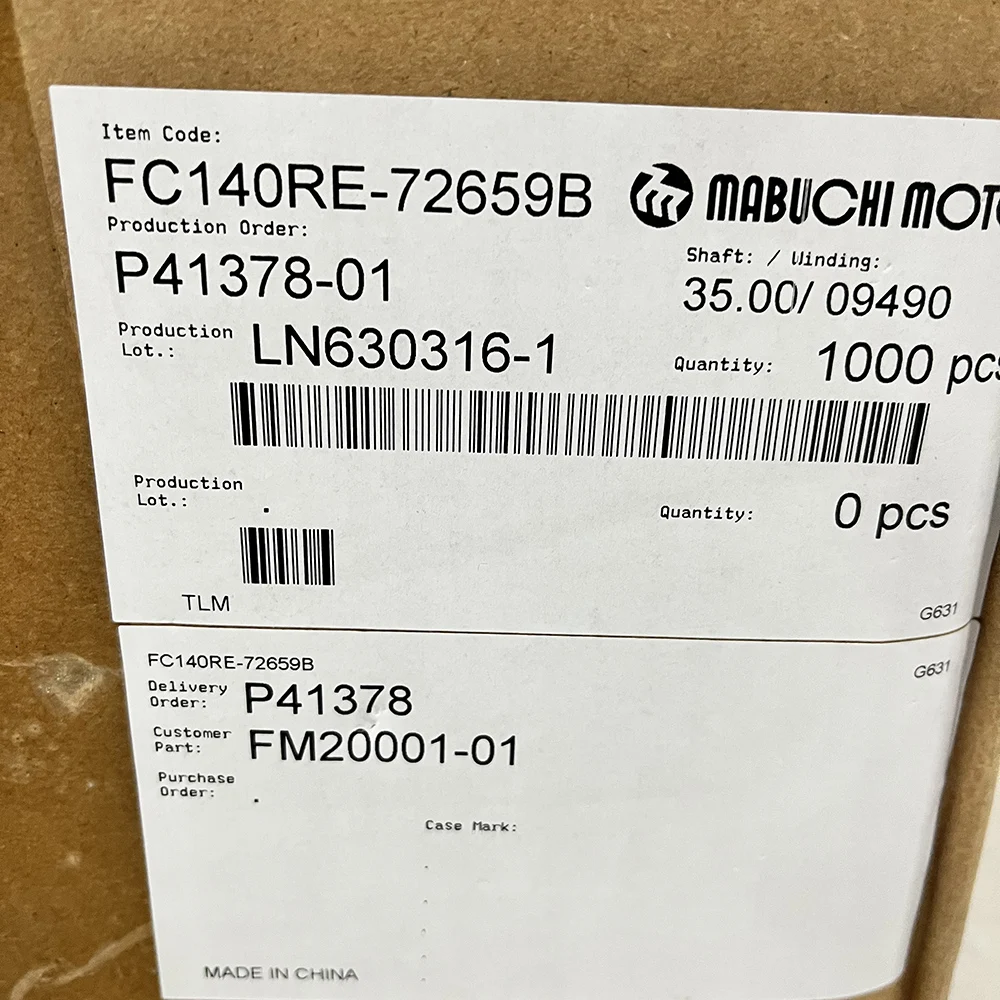 Item Code:
FC140RE-72659B
MABUCHI MOTO
Production Order:
P41378-01
Shaft: / Winding:
35.00/ 09490
Production
Lot.:
LN630316-1
Quantity:
1000 pcs
Production
Lot.:
.
Quantity:
0 pcs
TLM
G631
FC140RE-72659B
G631
Delivery
Order:
P41378
Customer
Part:
FM20001-01
Purchase
Order:
.
Case Mark:
MADE IN CHINA